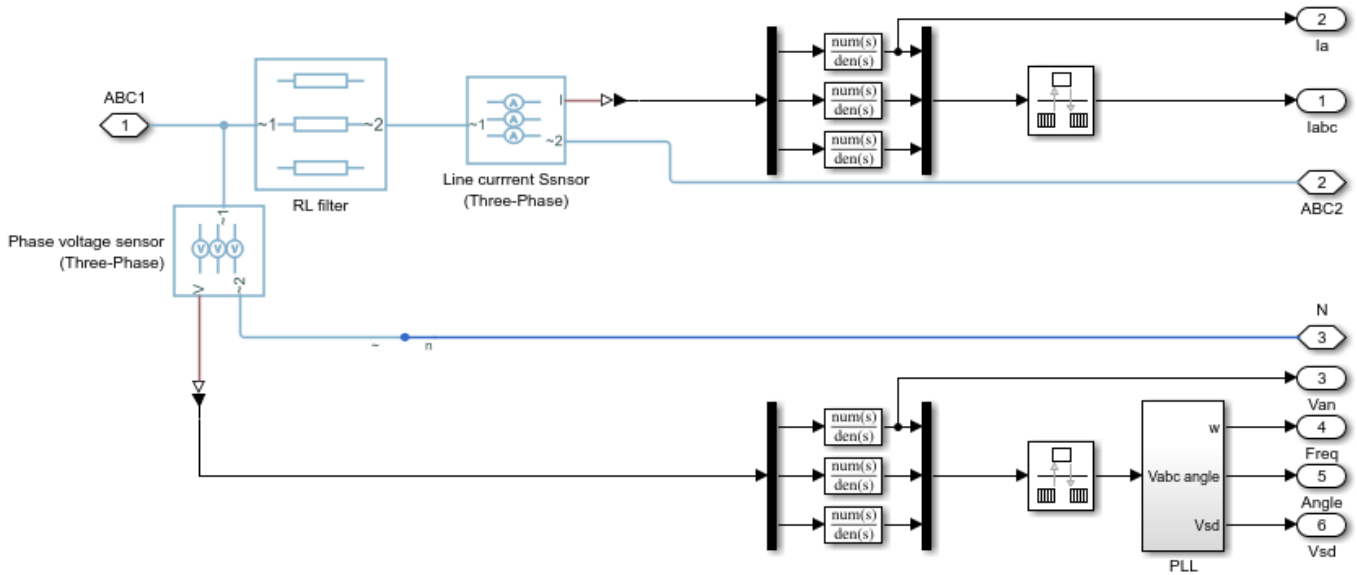 2
Ia
num(s)
den(s)
num(s)
den(s)
num(s)
den(s)
ABC1
1
~1
~2
RL filter
~1
A
A
A
I
~2
Line currrent Ssnsor
(Three-Phase)
1
Iabc
2
ABC2
Phase voltage sensor
(Three-Phase)
~1
V
V
V
V
~2
~
n
N
3
3
Van
num(s)
den(s)
num(s)
den(s)
num(s)
den(s)
w
Vabc angle
Vsd
PLL
4
Freq
5
Angle
6
Vsd